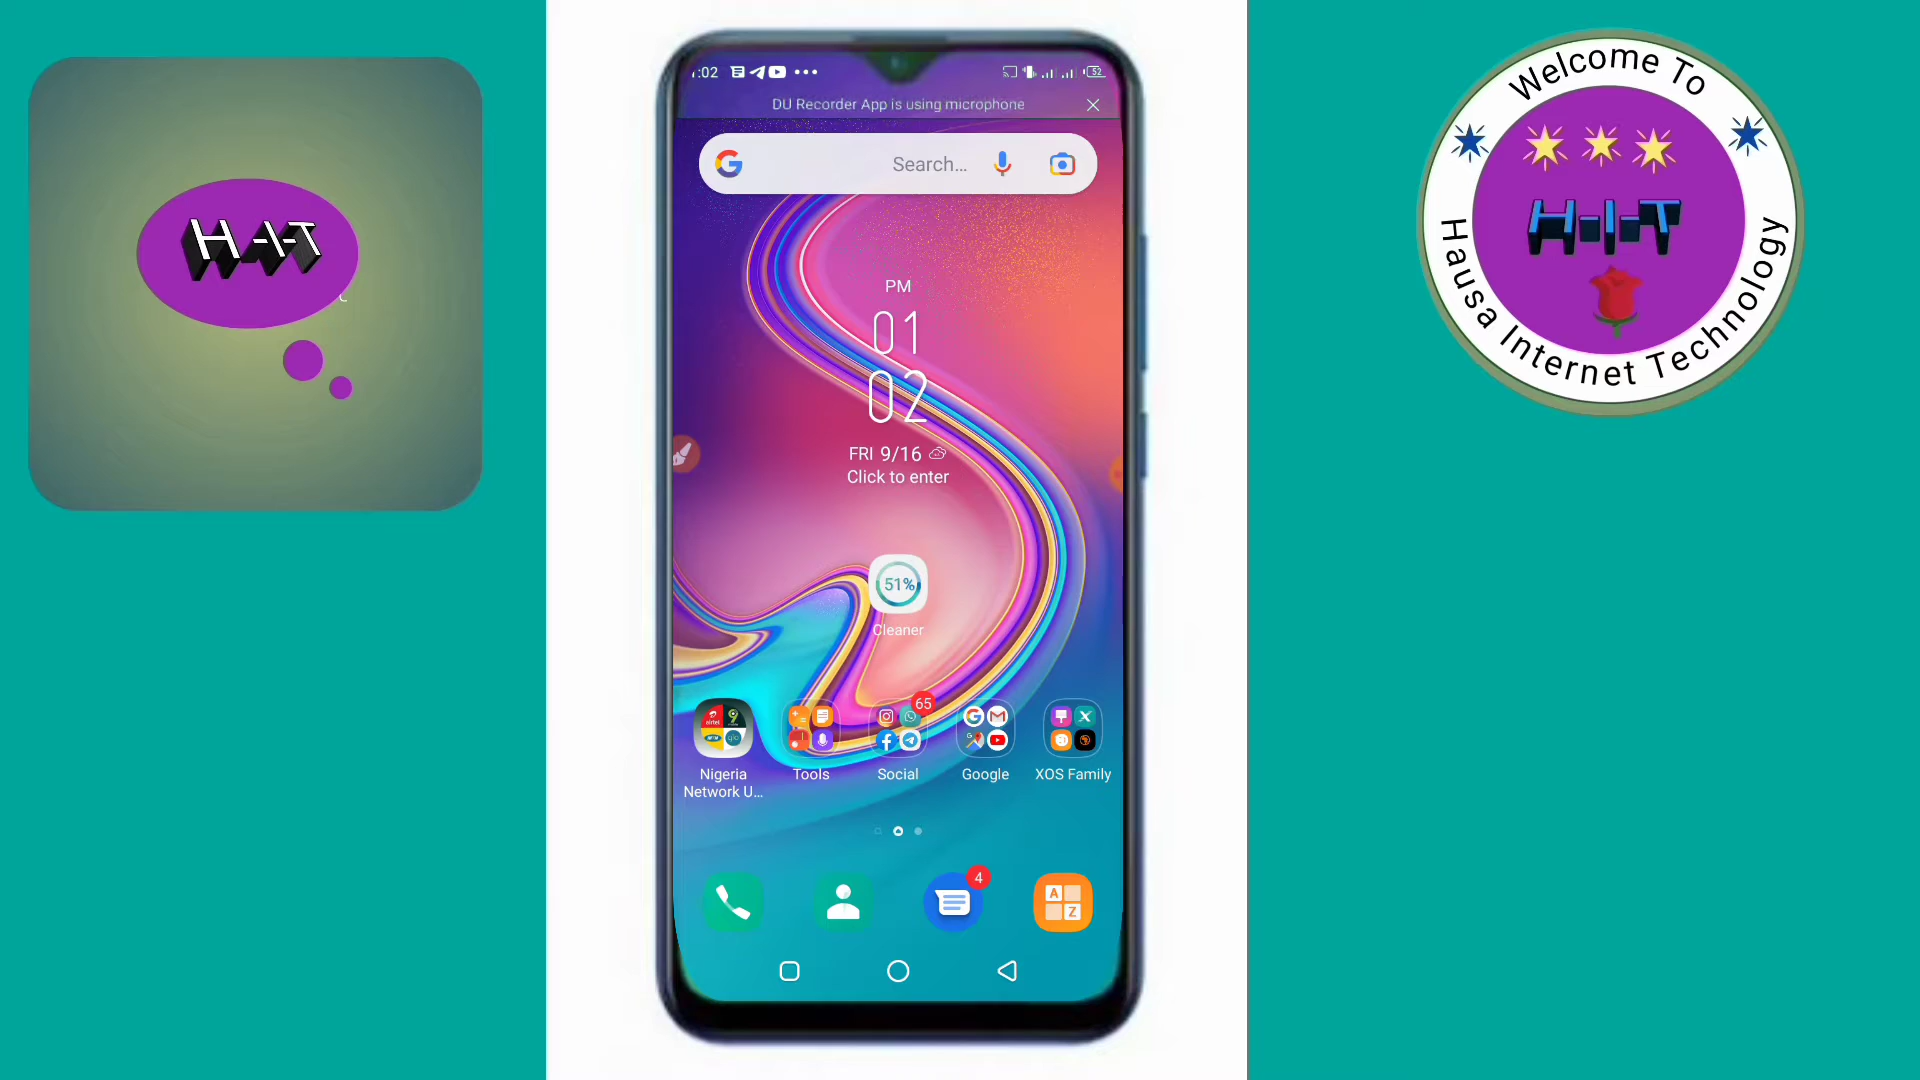 H-I-T
:02
52
DU Recorder App is using microphone
Search...
PM
01
02
FRI 9/16
Click to enter
51%
Cleaner
65
Nigeria
Network U...
Tools
Social
Google
XOS Family
4
A
Z
Welcome To
H-I-T
Hausa Internet Technology